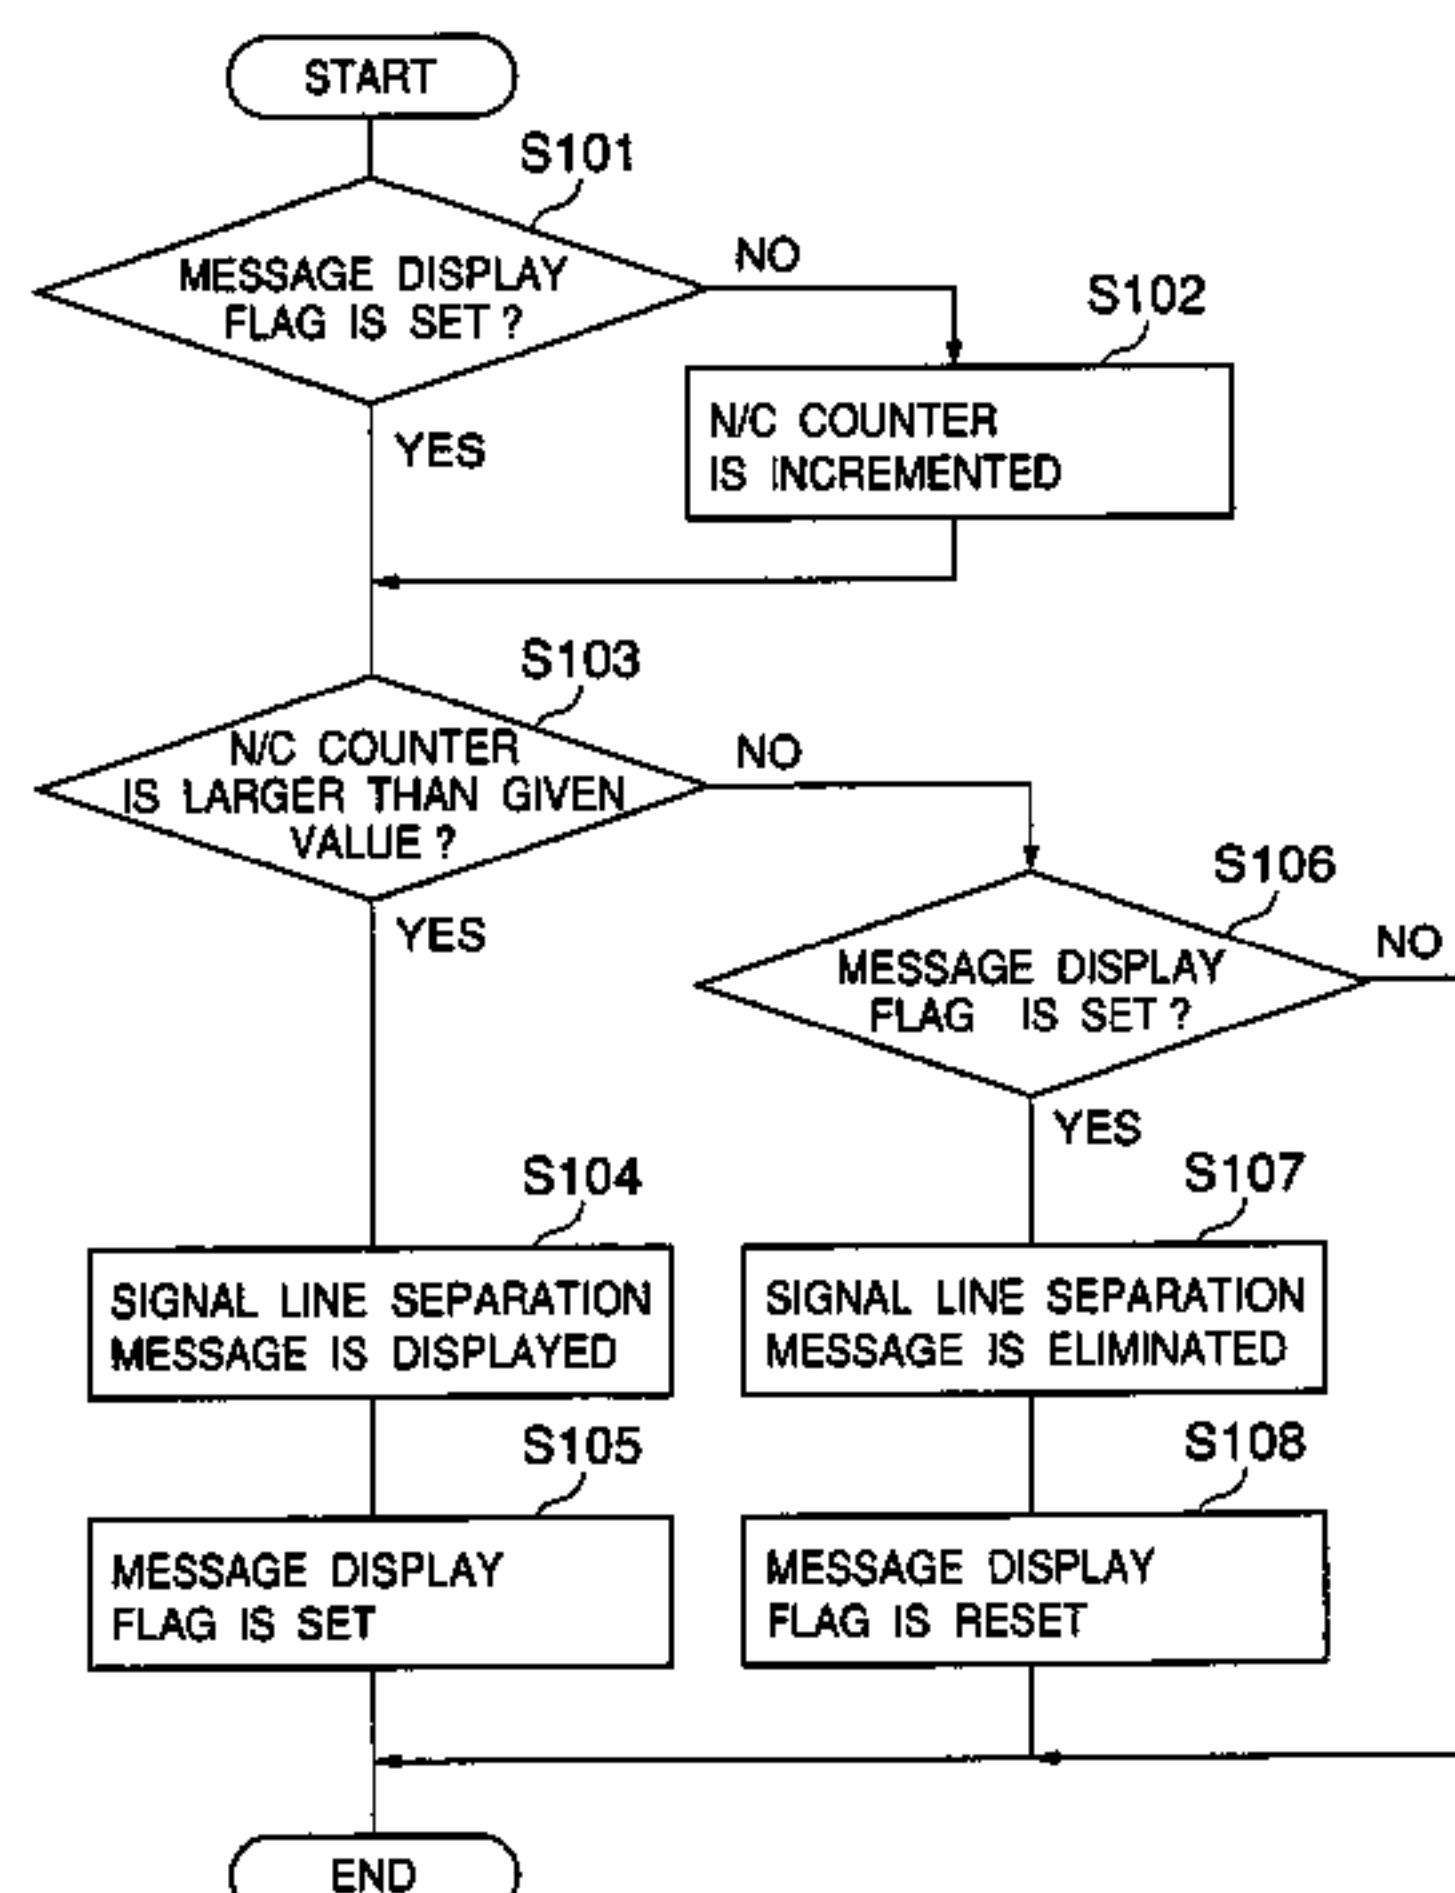 START
S101
MESSAGE DISPLAY
FLAG IS SET ?
NO
YES
S102
N/C COUNTER
IS INCREMENTED
S103
N/C COUNTER
IS LARGER THAN GIVEN
VALUE ?
NO
YES
S106
MESSAGE DISPLAY
FLAG IS SET ?
NO
YES
S104
SIGNAL LINE SEPARATION
MESSAGE IS DISPLAYED
S107
SIGNAL LINE SEPARATION
MESSAGE IS ELIMINATED
S105
MESSAGE DISPLAY
FLAG IS SET
S108
MESSAGE DISPLAY
FLAG IS RESET
END